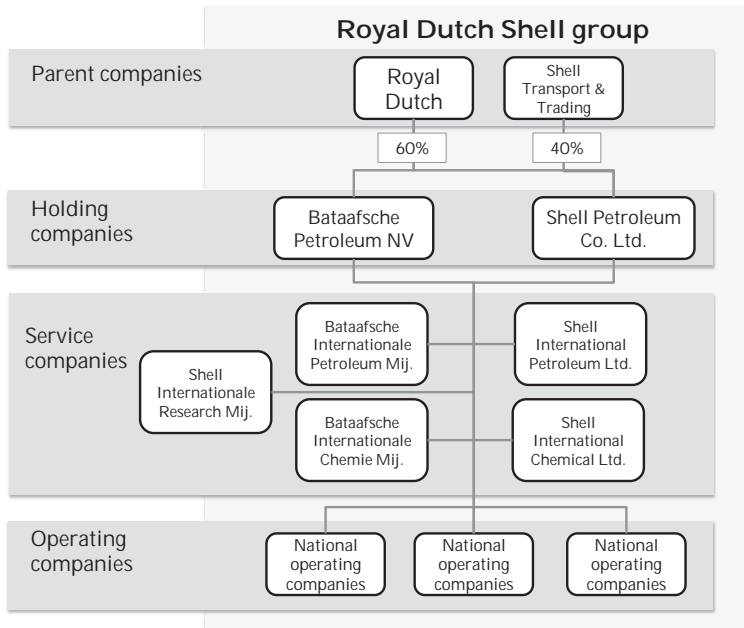 Royal Dutch Shell group
Parent companies
Royal
Dutch
Shell
Transport &
Trading
60%
40%
Holding
companies
Bataafsche
Petroleum NV
Shell Petroleum
Co. Ltd.
Service
companies
Bataafsche
Internationale
Petroleum Mij.
Shell
International
Petroleum Ltd.
Shell
Internationale
Research Mij.
Bataafsche
Internationale
Chemie Mij.
Shell
International
Chemical Ltd.
Operating
companies
National
operating
companies
National
operating
companies
National
operating
companies